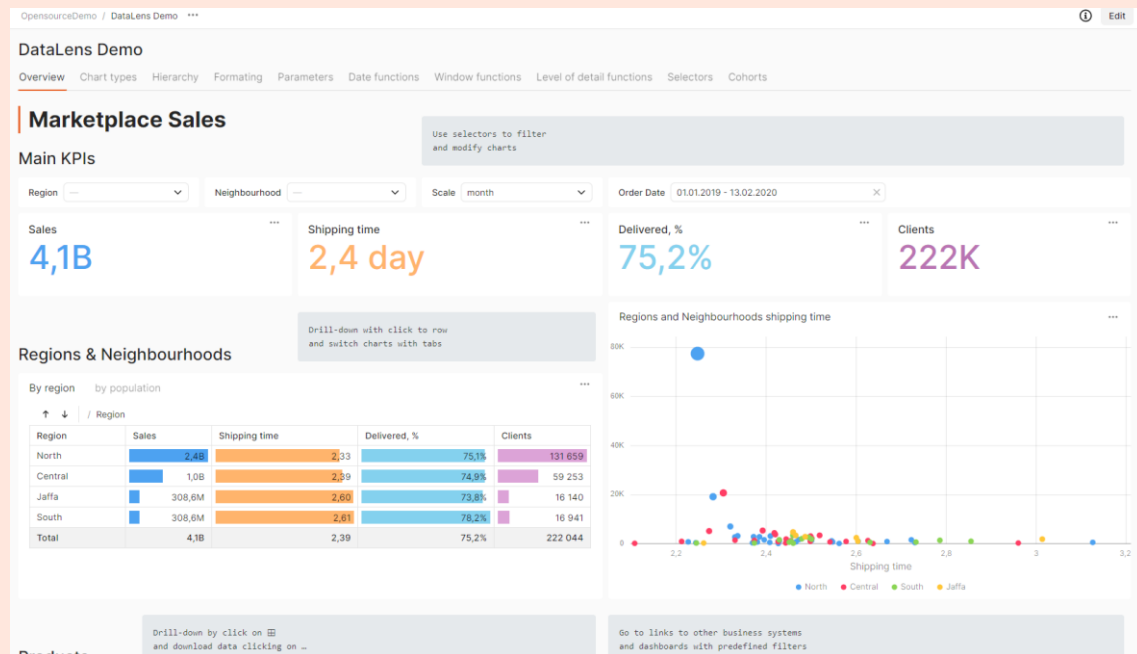 OpensourceDemo / DataLens Demo ···
Edit
DataLens Demo
Overview Chart types Hierarchy Formating Parameters Date functions Window functions Level of detail functions Selectors Cohorts
Marketplace Sales
Use selectors to filter
and modify charts
Main KPIs
Region — Neighbourhood — Scale month Order Date 01.01.2019 - 13.02.2020
Sales
4,1B
Shipping time
2,4 day
Delivered, %
75,2%
Clients
222K
Drill-down with click to row
and switch charts with tabs
Regions & Neighbourhoods
By region by population
↑ ↓ / Region
Region Sales Shipping time Delivered, % Clients
North 2,4B 2,33 75,1% 131 659
Central 1,0B 2,39 74,9% 59 253
Jaffa 308,6M 2,60 73,8% 16 140
South 308,6M 2,61 78,2% 16 941
Total 4,1B 2,39 75,2% 222 044
Regions and Neighbourhoods shipping time
80K
60K
40K
20K
0
2,2 2,4 2,6 2,8 3 3,2
Shipping time
North Central South Jaffa
Drill-down by click on ⊞
and download data clicking on …
Go to links to other business systems
and dashboards with predefined filters